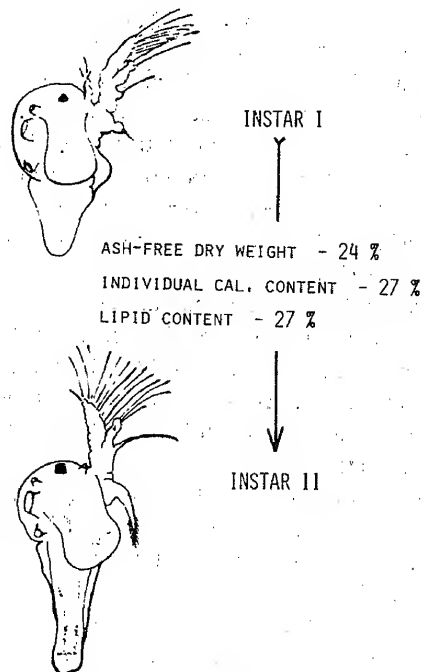 INSTAR I
ASH-FREE DRY WEIGHT - 24 %
INDIVIDUAL CAL. CONTENT - 27 %
LIPID CONTENT - 27 %
INSTAR II